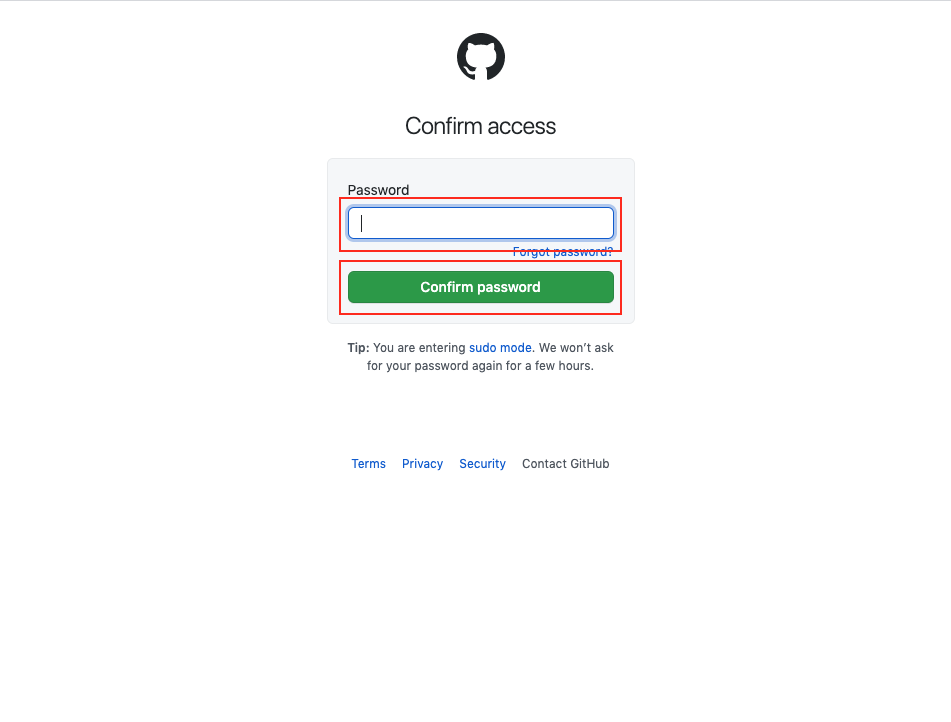 Confirm access
Password
Forgot password?
Confirm password
Tip: You are entering sudo mode. We won’t ask
for your password again for a few hours.
Terms Privacy Security Contact GitHub